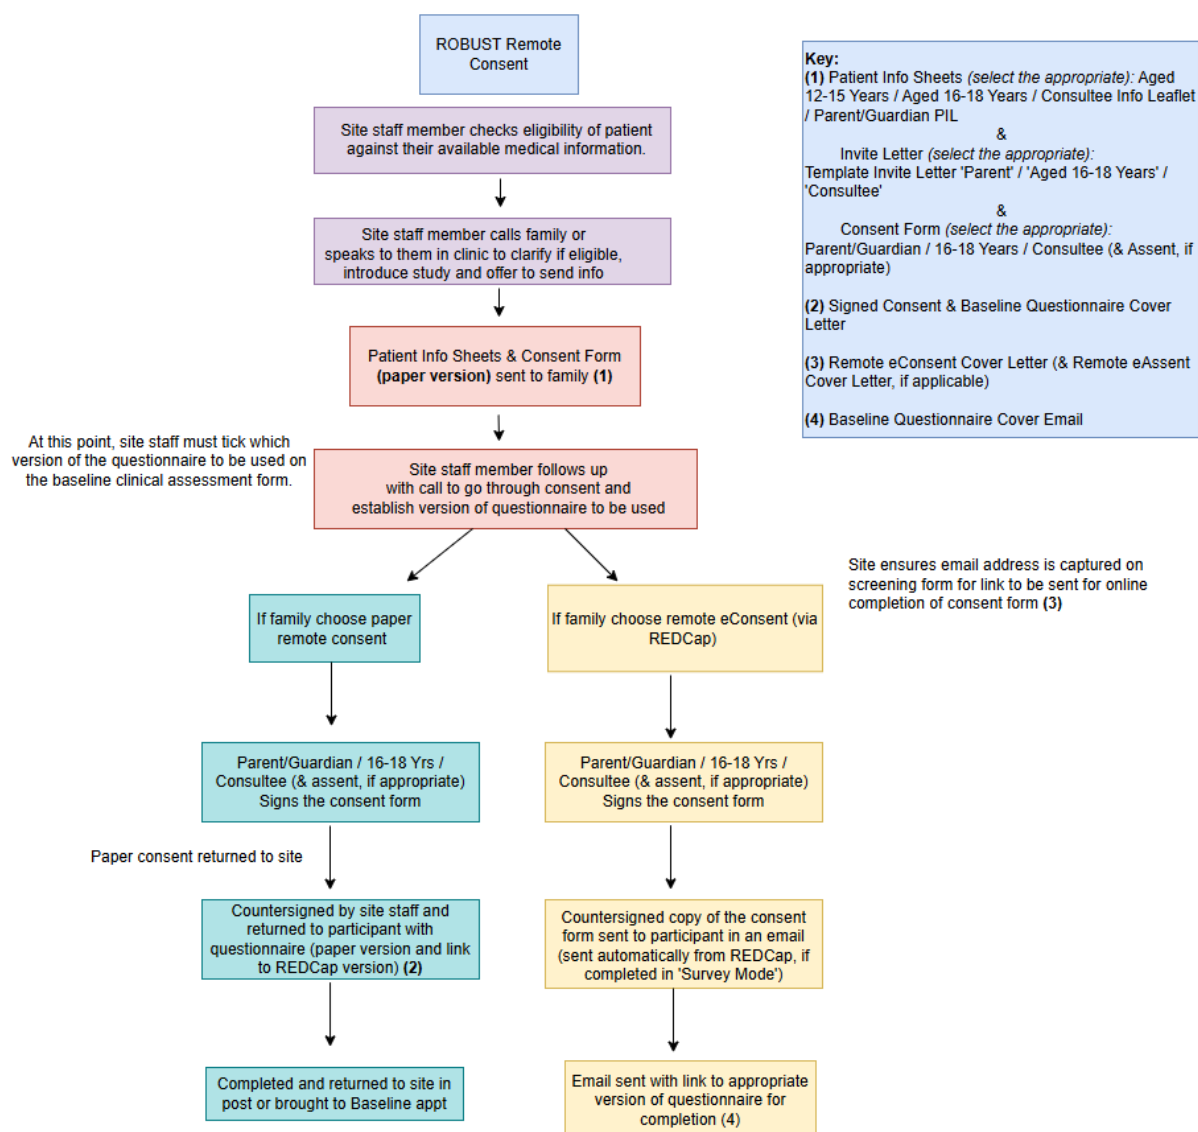 ROBUST Remote
Consent
Key:
(1) Patient Info Sheets (select the appropriate): Aged
12-15 Years / Aged 16-18 Years / Consultee Info Leaflet
/ Parent/Guardian PIL
&
Invite Letter (select the appropriate):
Template Invite Letter 'Parent' / 'Aged 16-18 Years' /
'Consultee'
&
Consent Form (select the appropriate):
Parent/Guardian / 16-18 Years / Consultee (& Assent, if
appropriate)
(2) Signed Consent & Baseline Questionnaire Cover
Letter
(3) Remote eConsent Cover Letter (& Remote eAssent
Cover Letter, if applicable)
(4) Baseline Questionnaire Cover Email
Site staff member checks eligibility of patient
against their available medical information.
Site staff member calls family or
speaks to them in clinic to clarify if eligible,
introduce study and offer to send info
Patient Info Sheets & Consent Form
(paper version) sent to family (1)
At this point, site staff must tick which
version of the questionnaire to be used on
the baseline clinical assessment form.
Site staff member follows up
with call to go through consent and
establish version of questionnaire to be used
Site ensures email address is captured on
screening form for link to be sent for online
completion of consent form (3)
If family choose paper
remote consent
Parent/Guardian / 16-18 Yrs /
Consultee (& assent, if appropriate)
Signs the consent form
Paper consent returned to site
Countersigned by site staff and
returned to participant with
questionnaire (paper version and link
to REDCap version) (2)
Completed and returned to site in
post or brought to Baseline appt
If family choose remote eConsent (via
REDCap)
Parent/Guardian / 16-18 Yrs /
Consultee (& assent, if appropriate)
Signs the consent form
Countersigned copy of the consent
form sent to participant in an email
(sent automatically from REDCap, if
completed in 'Survey Mode')
Email sent with link to appropriate
version of questionnaire for
completion (4)